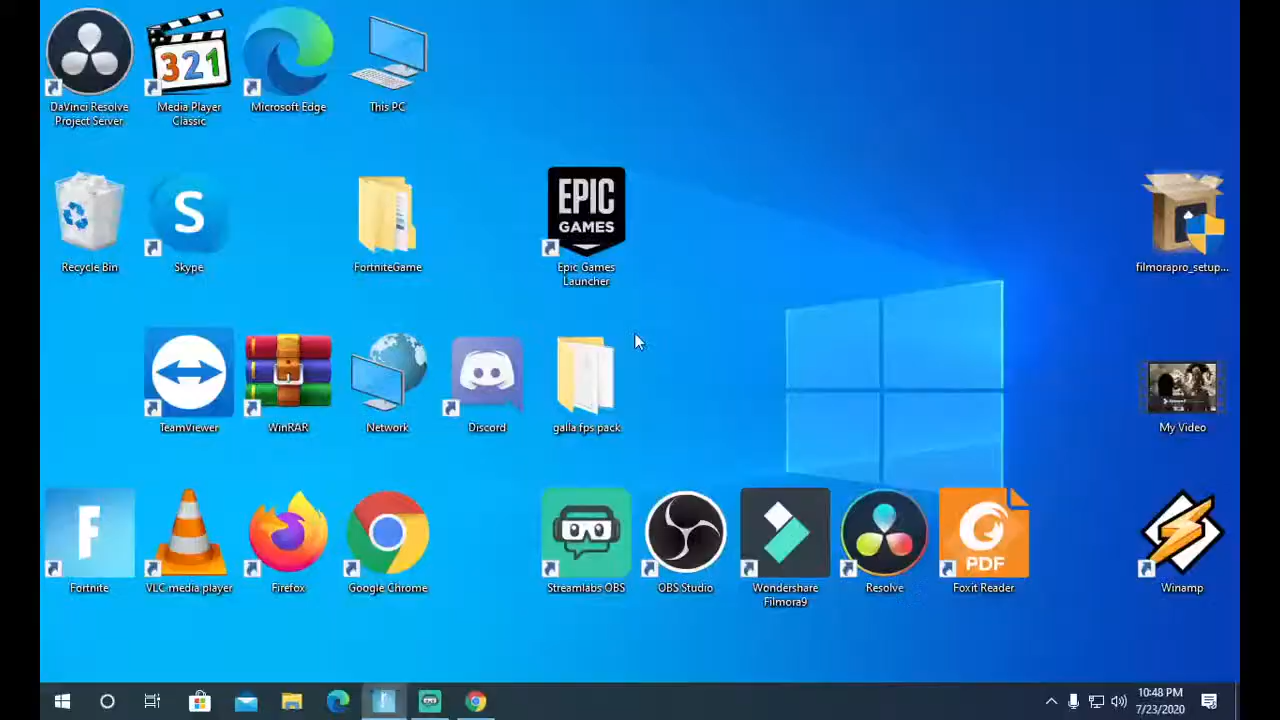 DaVinci Resolve
Project Server
321
Media Player
Classic
Microsoft Edge
This PC
Recycle Bin
S
Skype
FortniteGame
EPIC
GAMES
Epic Games
Launcher
filmorapro_setup...
TeamViewer
WinRAR
Network
Discord
galla fps pack
My Video
F
Fortnite
VLC media player
Firefox
Google Chrome
Streamlabs OBS
OBS Studio
Wondershare
Filmora9
Resolve
PDF
Foxit Reader
Winamp
10:48 PM
7/23/2020